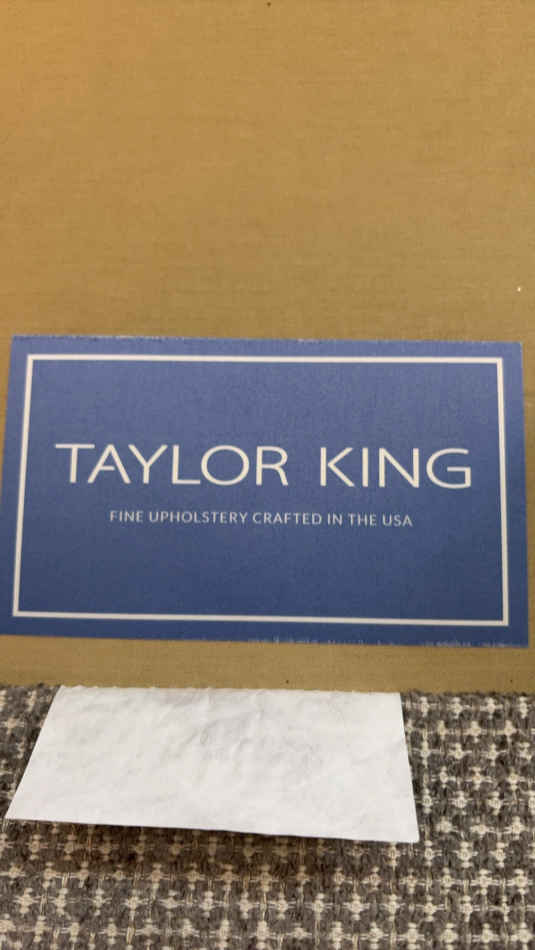 TAYLOR KING
FINE UPHOLSTERY CRAFTED IN THE USA